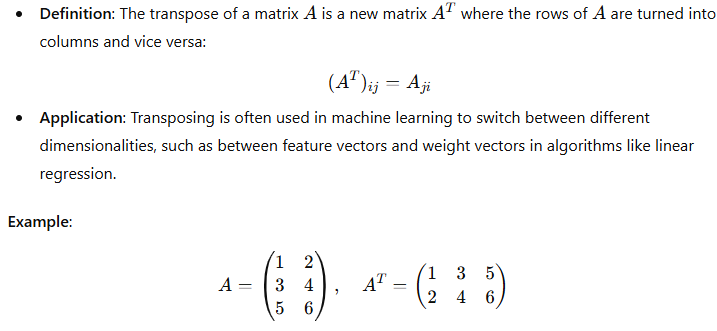 • Definition: The transpose of a matrix A is a new matrix A^T where the rows of A are turned into
columns and vice versa:
(A^T)_{ij} = A_{ji}
• Application: Transposing is often used in machine learning to switch between different
dimensionalities, such as between feature vectors and weight vectors in algorithms like linear
regression.
Example:
A = \begin{pmatrix} 1 & 2 \\ 3 & 4 \\ 5 & 6 \end{pmatrix}, A^T = \begin{pmatrix} 1 & 3 & 5 \\ 2 & 4 & 6 \end{pmatrix}